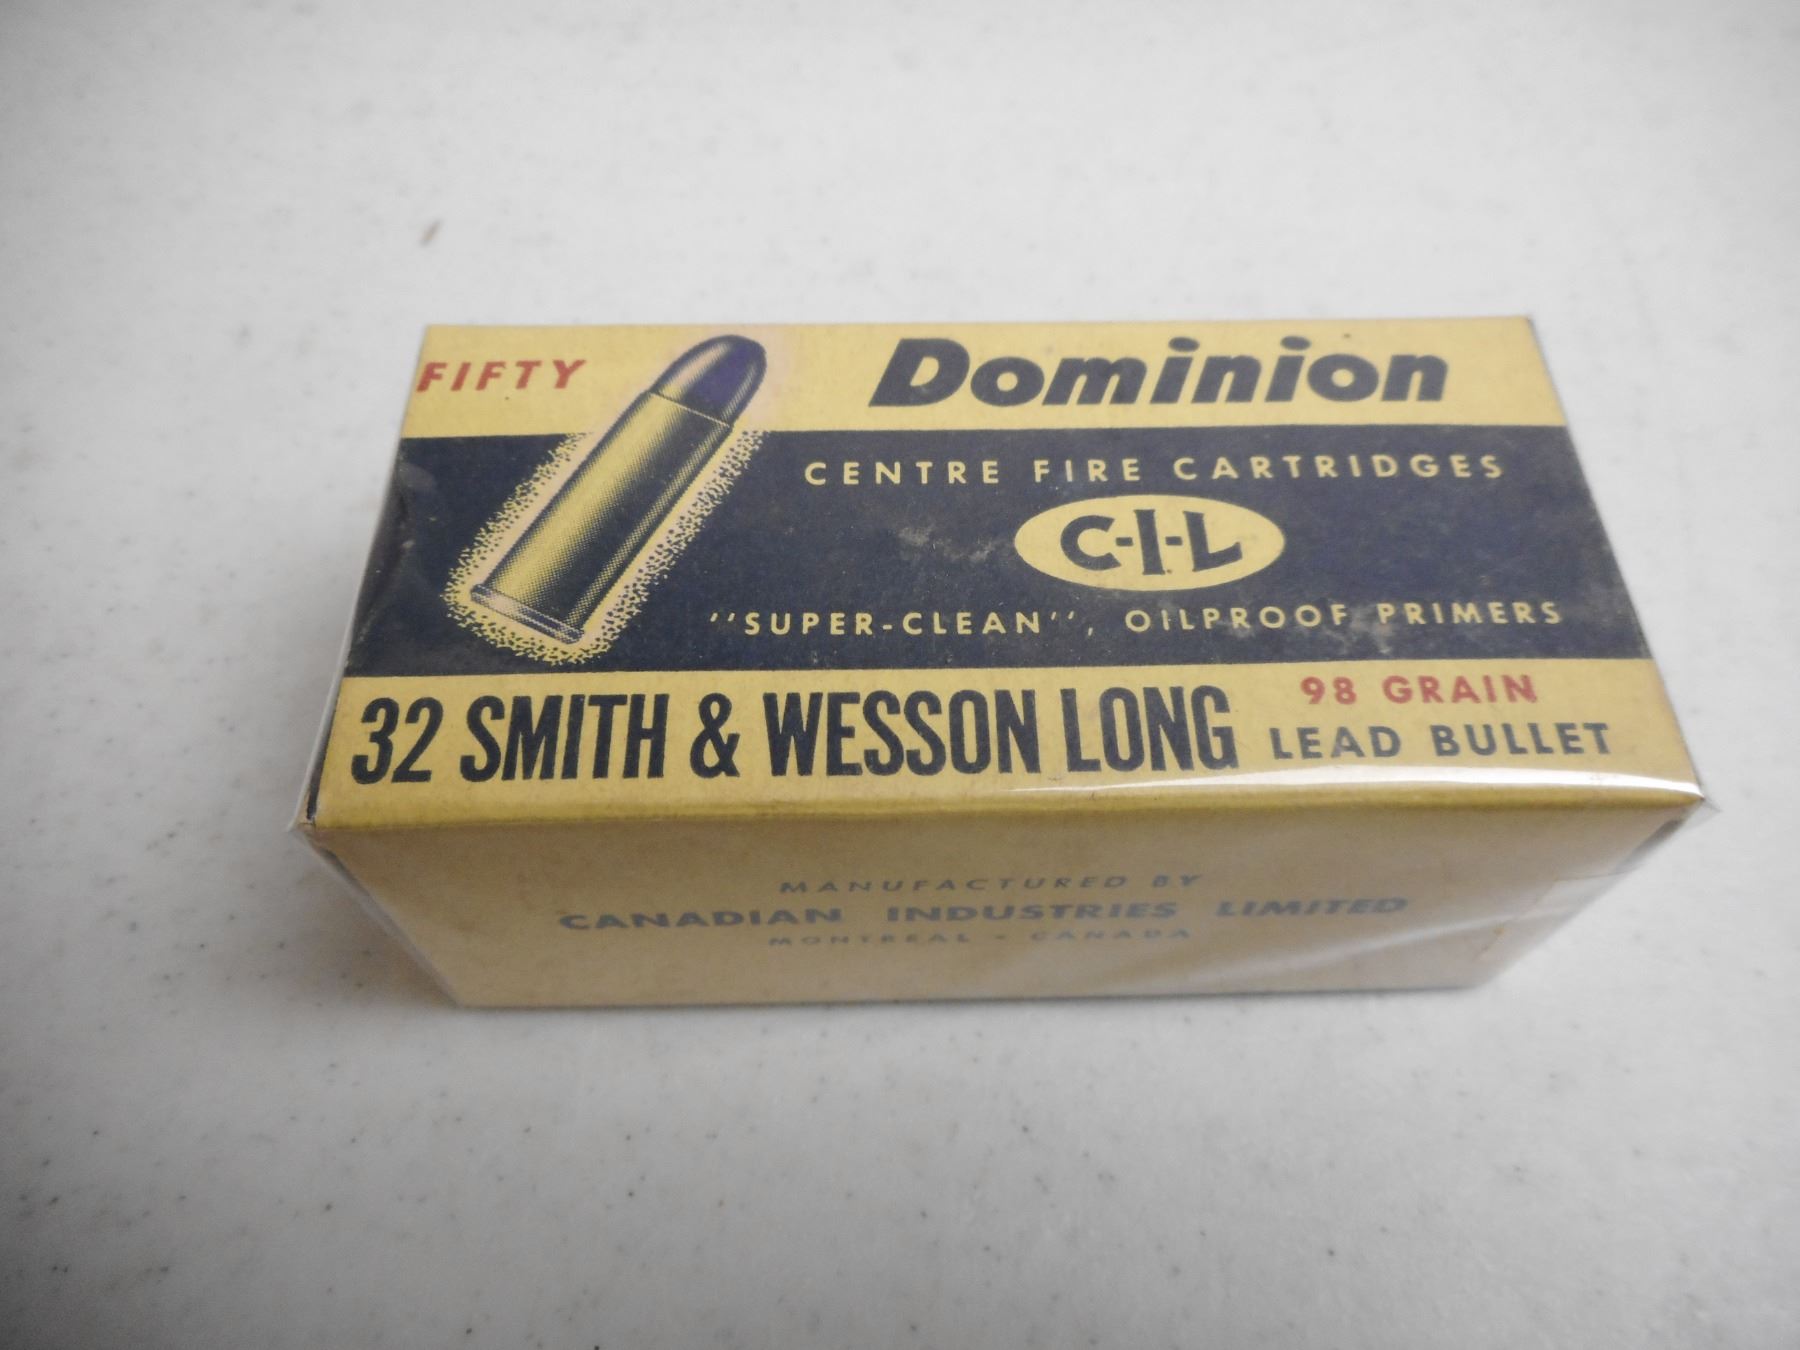 FIFTY
Dominion
CENTRE FIRE CARTRIDGES
C-I-L
"SUPER-CLEAN", OILPROOF PRIMERS
32 SMITH & WESSON LONG
98 GRAIN
LEAD BULLET
MANUFACTURED BY
CANADIAN INDUSTRIES LIMITED
MONTREAL - CANADA